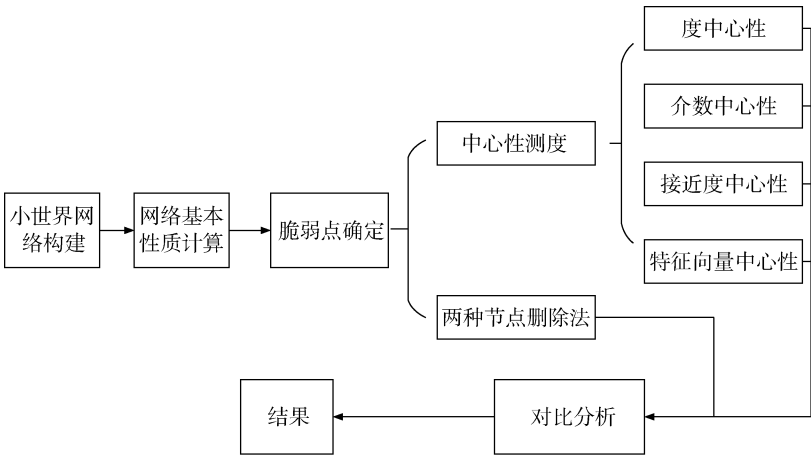 小世界网
络构建
网络基本
性质计算
脆弱点确定
中心性测度
度中心性
介数中心性
接近度中心性
特征向量中心性
两种节点删除法
对比分析
结果